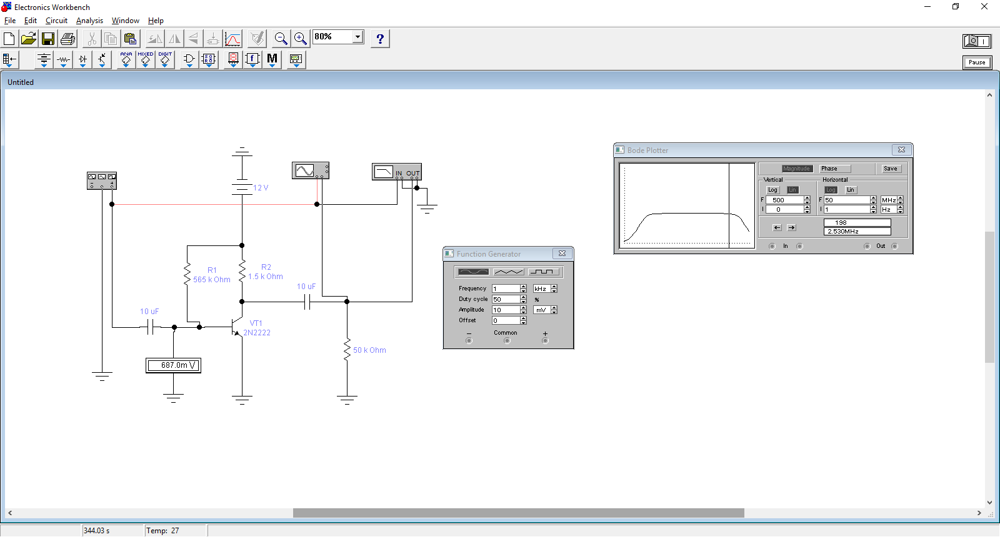 Electronics Workbench
File Edit Circuit Analysis Window Help
80%
?
ANA MIXED DIGIT
f
M
Pause
Untitled
12 V
IN OUT
R1
565 k Ohm
R2
1.5 k Ohm
10 uF
10 uF
VT1
2N2222
687.0m V
50 k Ohm
Function Generator
Frequency 1 kHz
Duty cycle 50 %
Amplitude 10 mV
Offset 0
− Common +
Bode Plotter
Magnitude Phase Save
Vertical Horizontal
Log Lin Log Lin
F 500 F 50 MHz
I 0 I 1 Hz
← → 198
2.530MHz
In Out
344.03 s Temp: 27